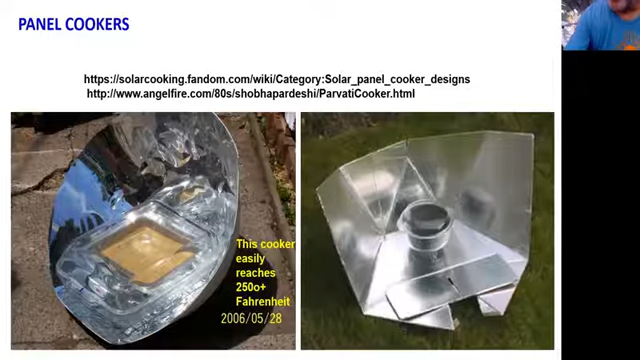 PANEL COOKERS
https://solarcooking.fandom.com/wiki/Category:Solar_panel_cooker_designs
http://www.angelfire.com/80s/shobhapardeshi/ParvatiCooker.html
This cooker
easily
reaches
250o+
Fahrenheit
2006/05/28